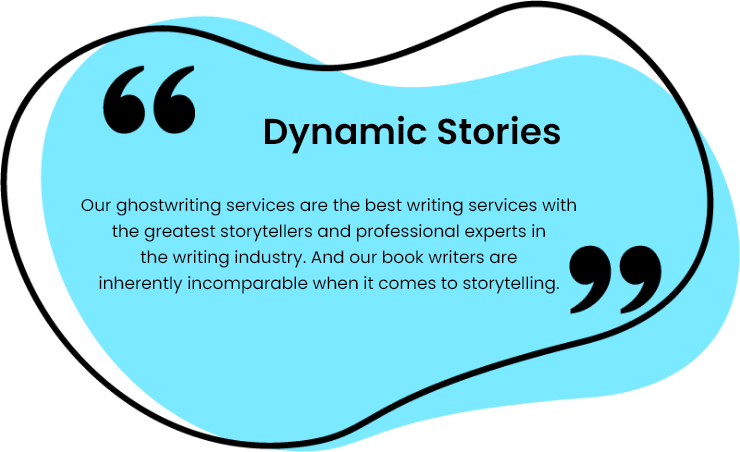 Dynamic Stories
Our ghostwriting services are the best writing services with
the greatest storytellers and professional experts in
the writing industry. And our book writers are
inherently incomparable when it comes to storytelling.